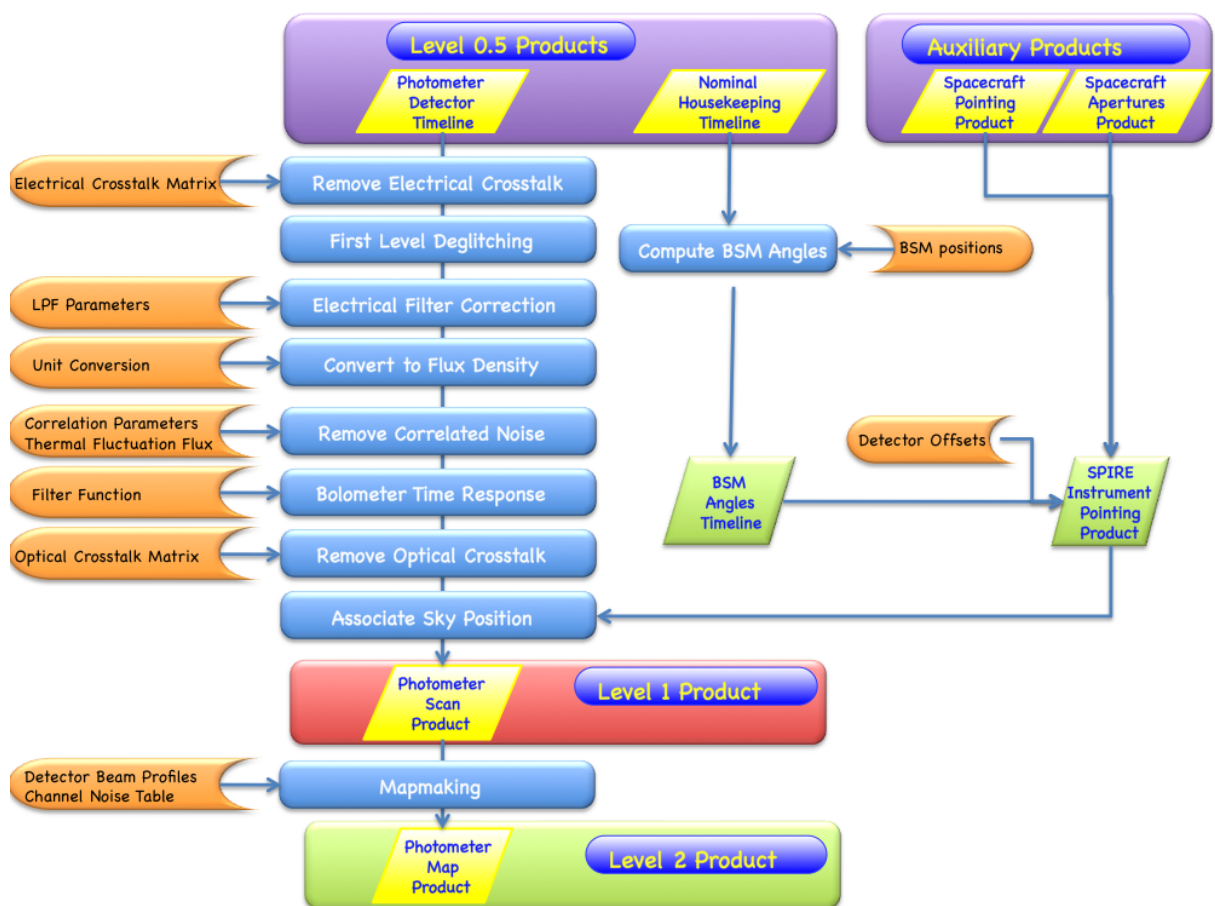 Level 0.5 Products
Auxiliary Products
Photometer
Detector
Timeline
Nominal
Housekeeping
Timeline
Spacecraft
Pointing
Product
Spacecraft
Apertures
Product
Electrical Crosstalk Matrix
Remove Electrical Crosstalk
First Level Deglitching
Compute BSM Angles
BSM positions
LPF Parameters
Electrical Filter Correction
Unit Conversion
Convert to Flux Density
Correlation Parameters
Thermal Fluctuation Flux
Remove Correlated Noise
Detector Offsets
Filter Function
Bolometer Time Response
BSM
Angles
Timeline
SPIRE
Instrument
Pointing
Product
Optical Crosstalk Matrix
Remove Optical Crosstalk
Associate Sky Position
Photometer
Scan
Product
Level 1 Product
Detector Beam Profiles
Channel Noise Table
Mapmaking
Photometer
Map
Product
Level 2 Product